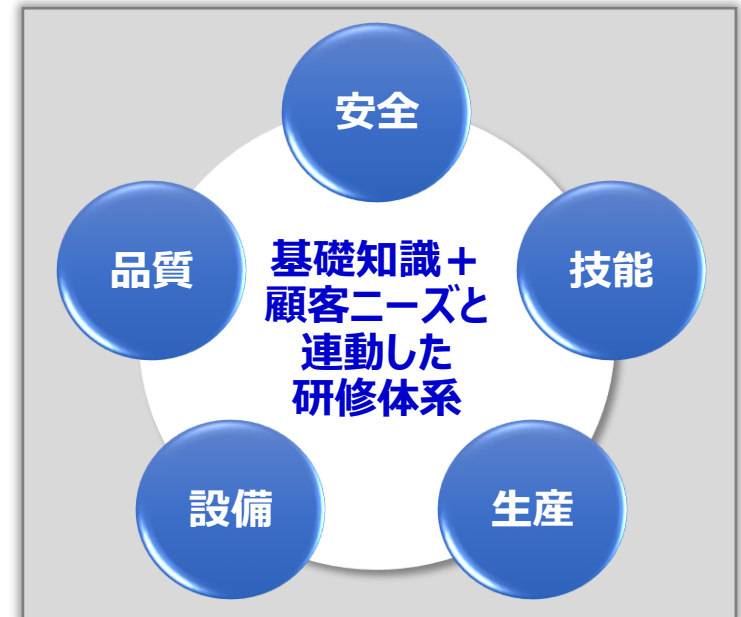 安全
品質
基礎知識＋
顧客ニーズと
連動した
研修体系
技能
設備
生産